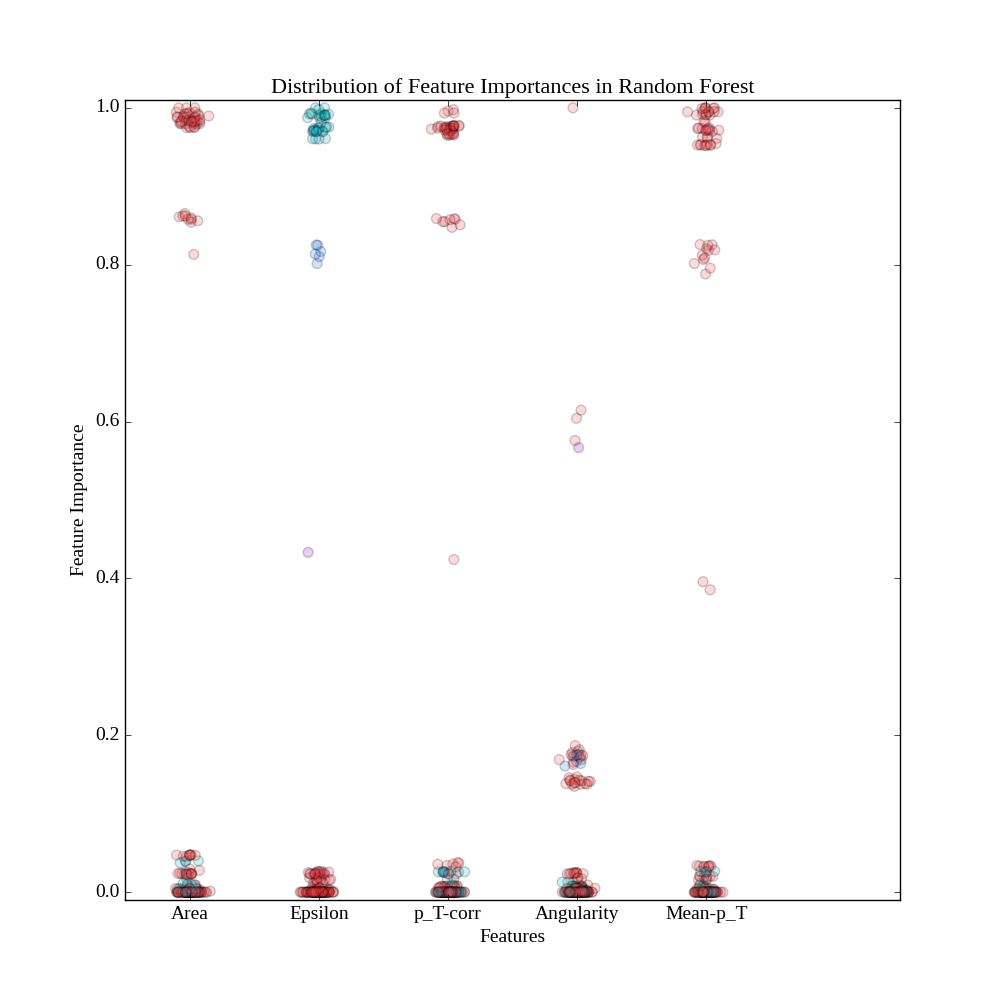 Distribution of Feature Importances in Random Forest
1.0
0.8
0.6
0.4
0.2
0.0
Feature Importance
Area Epsilon p_T-corr Angularity Mean-p_T
Features